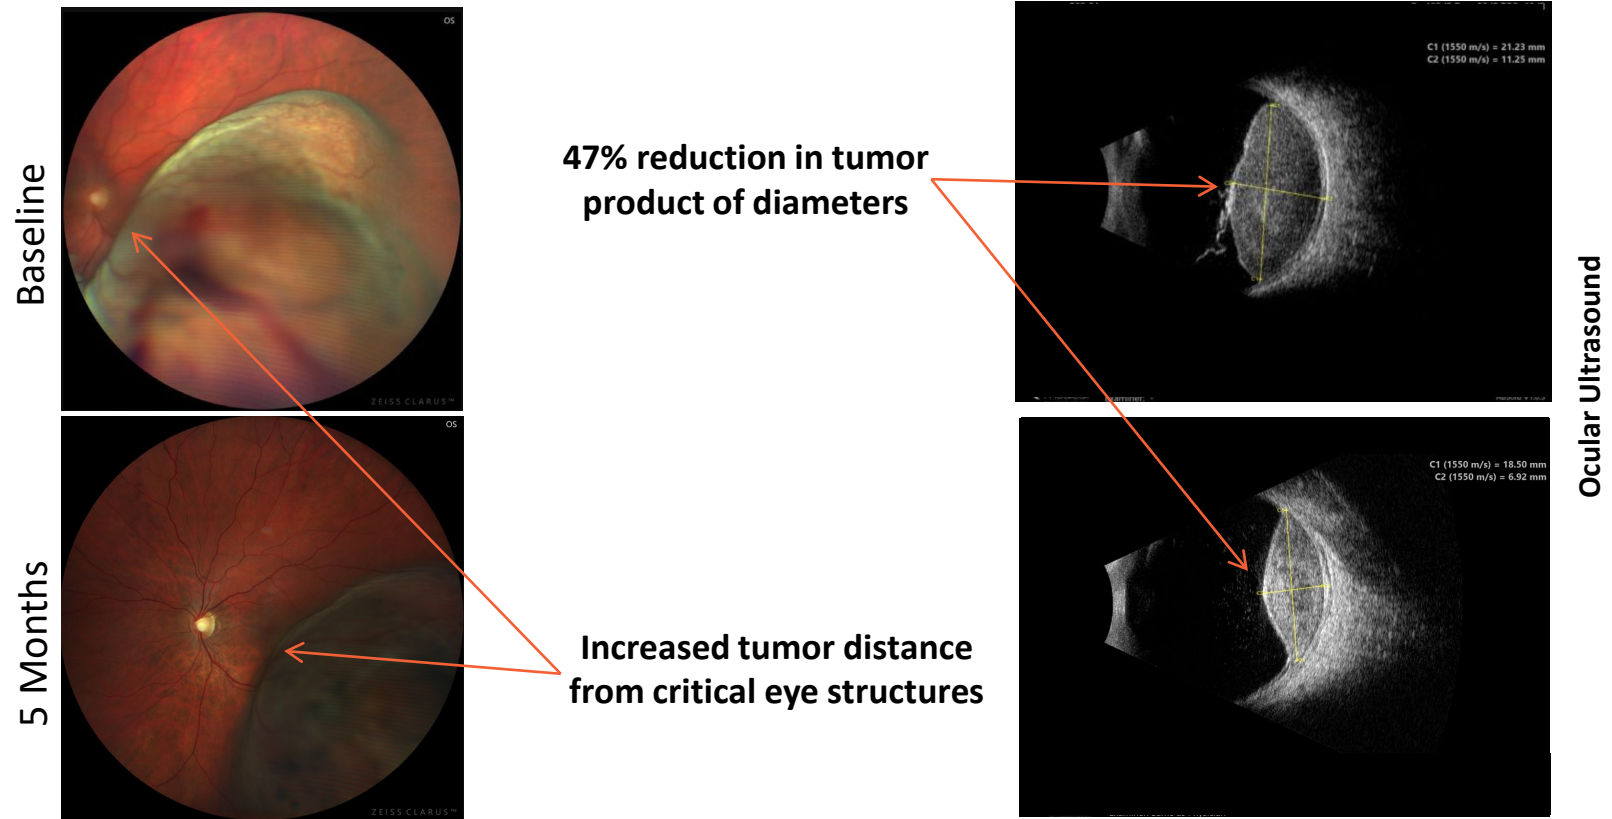 Baseline
OS
ZEISS CLARUS™
47% reduction in tumor
product of diameters
C1 (1550 m/s) = 21.23 mm
C2 (1550 m/s) = 11.25 mm
Ocular Ultrasound
5 Months
OS
ZEISS CLARUS™
Increased tumor distance
from critical eye structures
C1 (1550 m/s) = 18.50 mm
C2 (1550 m/s) = 6.92 mm